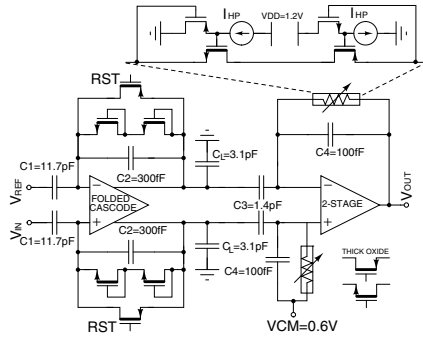 IHP
VDD=1.2V
IHP
RST
C1=11.7pF
C2=300fF
CL=3.1pF
C4=100fF
VREF
FOLDED
CASCODE
C3=1.4pF
2-STAGE
VOUT
VIN
C1=11.7pF
C2=300fF
CL=3.1pF
C4=100fF
THICK OXIDE
RST
VCM=0.6V